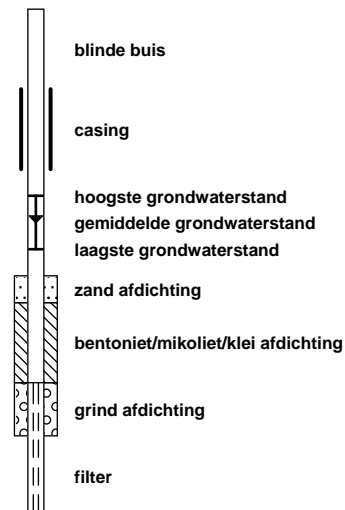 blinde buis
casing
hoogste grondwaterstand
gemiddelde grondwaterstand
laagste grondwaterstand
zand afdichting
bentoniet/mikoliet/klei afdichting
grind afdichting
filter